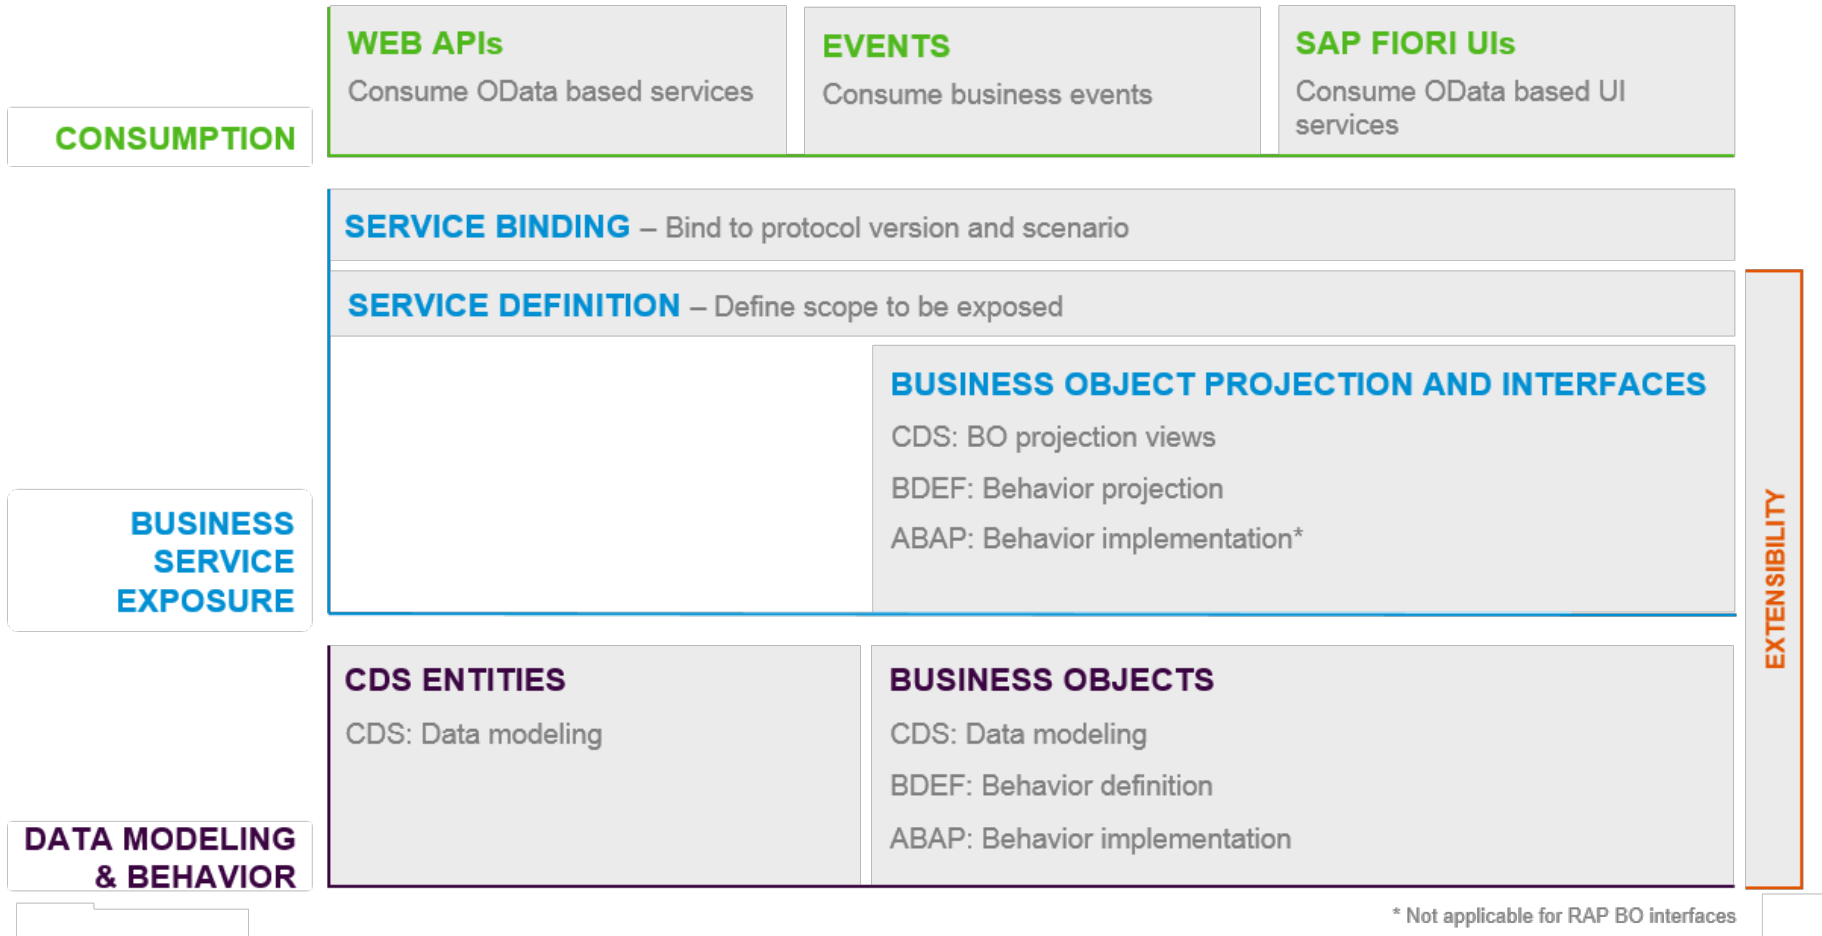 WEB APIs
Consume OData based services
EVENTS
Consume business events
SAP FIORI UIs
Consume OData based UI
services
CONSUMPTION
SERVICE BINDING – Bind to protocol version and scenario
SERVICE DEFINITION – Define scope to be exposed
BUSINESS OBJECT PROJECTION AND INTERFACES
CDS: BO projection views
BDEF: Behavior projection
ABAP: Behavior implementation*
BUSINESS
SERVICE
EXPOSURE
EXTENSIBILITY
CDS ENTITIES
CDS: Data modeling
BUSINESS OBJECTS
CDS: Data modeling
BDEF: Behavior definition
ABAP: Behavior implementation
DATA MODELING
& BEHAVIOR
* Not applicable for RAP BO interfaces